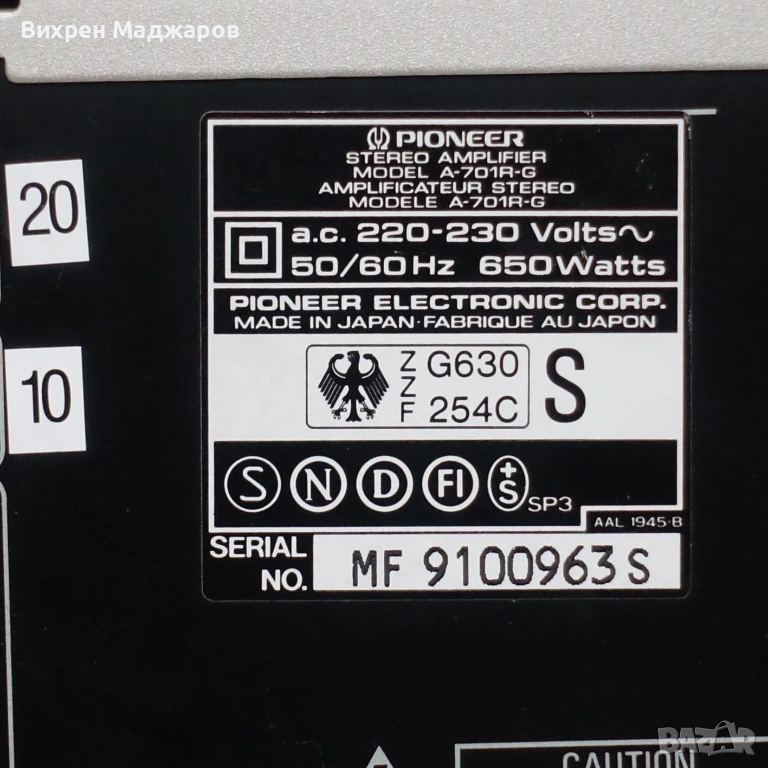 Вихрен Маджаров
20
10
PIONEER
STEREO AMPLIFIER
MODEL A-701R-G
AMPLIFICATEUR STEREO
MODELE A-701R-G
a.c. 220-230 Volts~
50/60Hz 650Watts
PIONEER ELECTRONIC CORP.
MADE IN JAPAN·FABRIQUE AU JAPON
ZZF G630 254C S
S N D FI +S SP3
AAL 1945-B
SERIAL NO. MF 9100963 S
CAUTION
BAZAR